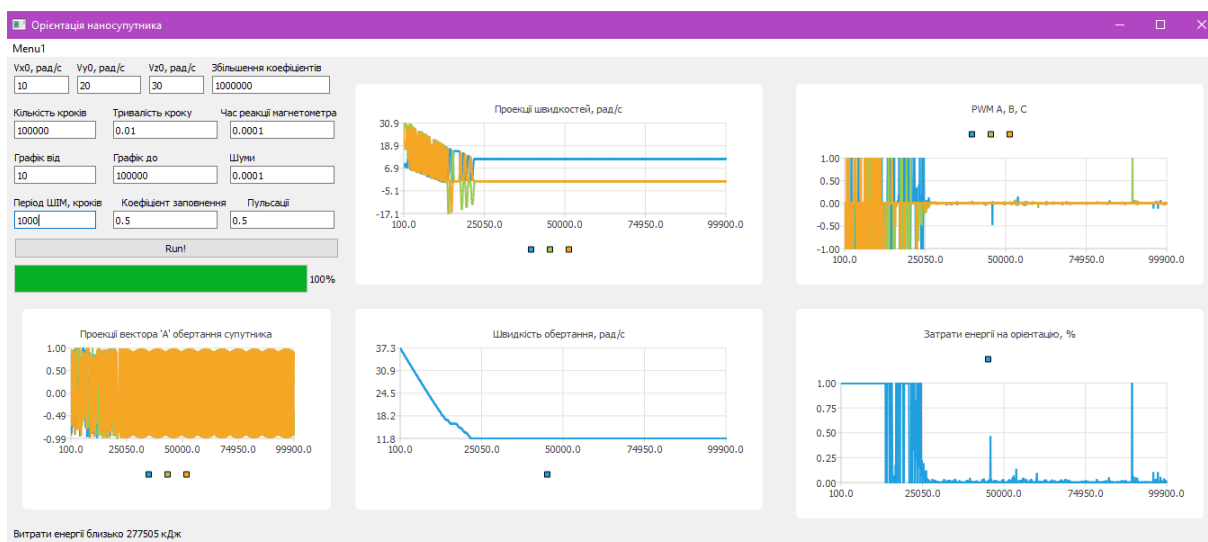 Орієнтація наносупутника
Menu1
Vx0, рад/с Vy0, рад/с Vz0, рад/с Збільшення коефіцієнтів
10 20 30 1000000
Кількість кроків Тривалість кроку Час реакції магнетометра
100000 0.01 0.0001
Графік від Графік до Шуми
10 100000 0.0001
Період ШІМ, кроків Коефіцієнт заповнення Пульсації
1000 0.5 0.5
Run!
100%
Проекції швидкостей, рад/с
30.9
18.9
6.9
-5.1
-17.1
100.0 25050.0 50000.0 74950.0 99900.0
PWM A, B, C
1.00
0.50
0.00
-0.50
-1.00
100.0 25050.0 50000.0 74950.0 99900.0
Проекції вектора 'A' обертання супутника
1.00
0.50
0.00
-0.49
-0.99
100.0 25050.0 50000.0 74950.0 99900.0
Швидкість обертання, рад/с
37.3
30.9
24.5
18.2
11.8
100.0 25050.0 50000.0 74950.0 99900.0
Затрати енергії на орієнтацію, %
1.00
0.75
0.50
0.25
0.00
100.0 25050.0 50000.0 74950.0 99900.0
Витрати енергії близько 277505 кДж